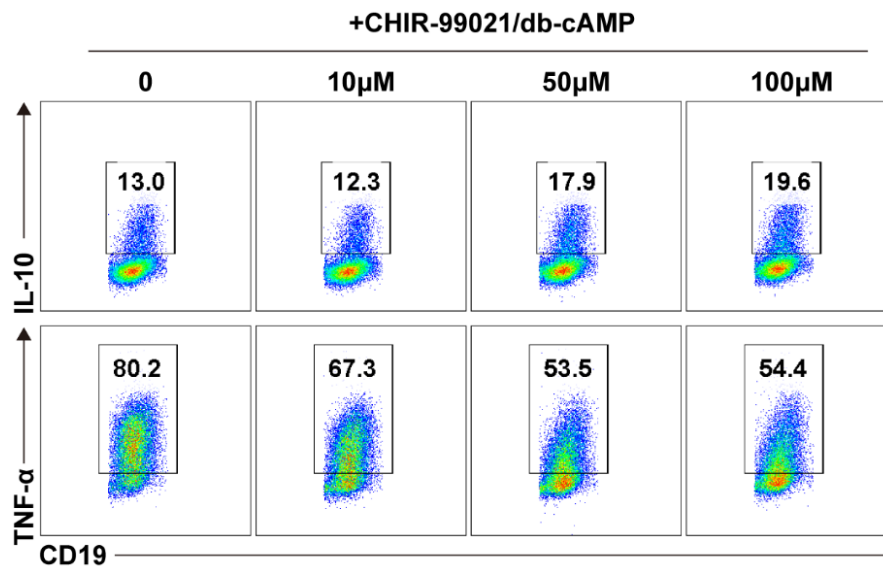 +CHIR-99021/db-cAMP
0 10μM 50μM 100μM
IL-10
13.0 12.3 17.9 19.6
TNF-α
80.2 67.3 53.5 54.4
CD19